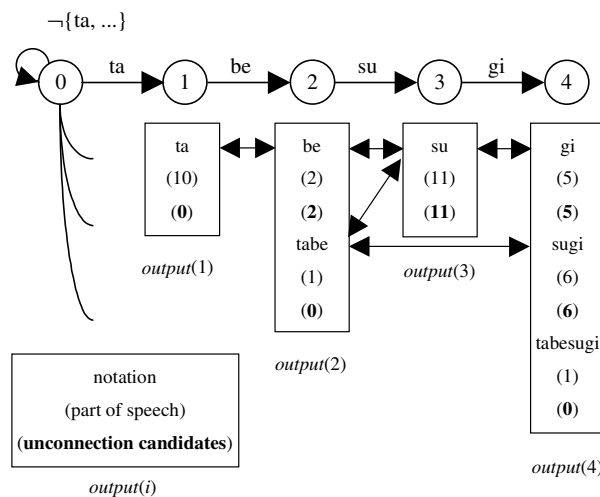 ¬{ta, ...}
0 ta 1 be 2 su 3 gi 4
ta
(10)
(0)
output(1)
be
(2)
(2)
tabe
(1)
(0)
output(2)
su
(11)
(11)
output(3)
gi
(5)
(5)
sugi
(6)
(6)
tabesugi
(1)
(0)
output(4)
notation
(part of speech)
(unconnection candidates)
output(i)